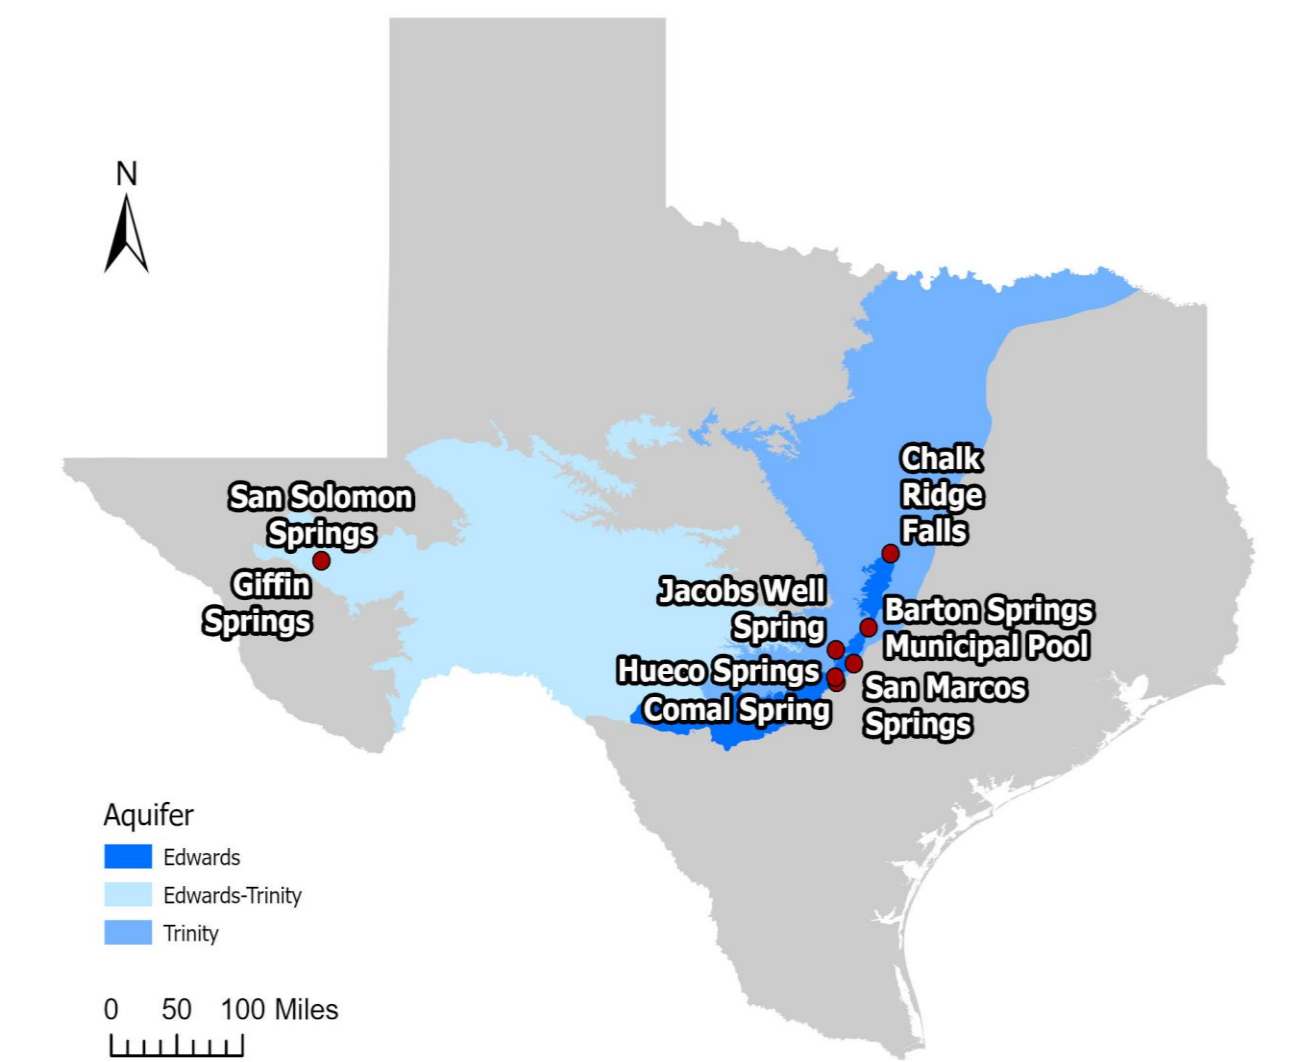 N
Chalk
Ridge
Falls
San Solomon
Springs
Giffin
Springs
Jacobs Well
Spring
Barton Springs
Municipal Pool
Hueco Springs
Comal Spring
San Marcos
Springs
Aquifer
Edwards
Edwards-Trinity
Trinity
0 50 100 Miles